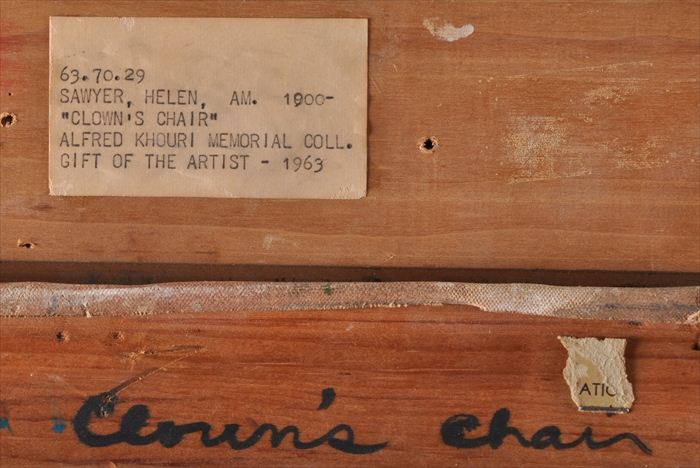 63.70.29
SAWYER, HELEN, AM. 1900-
"CLOWN'S CHAIR"
ALFRED KHOURI MEMORIAL COLL.
GIFT OF THE ARTIST - 1963
ATIO
Clown's chair